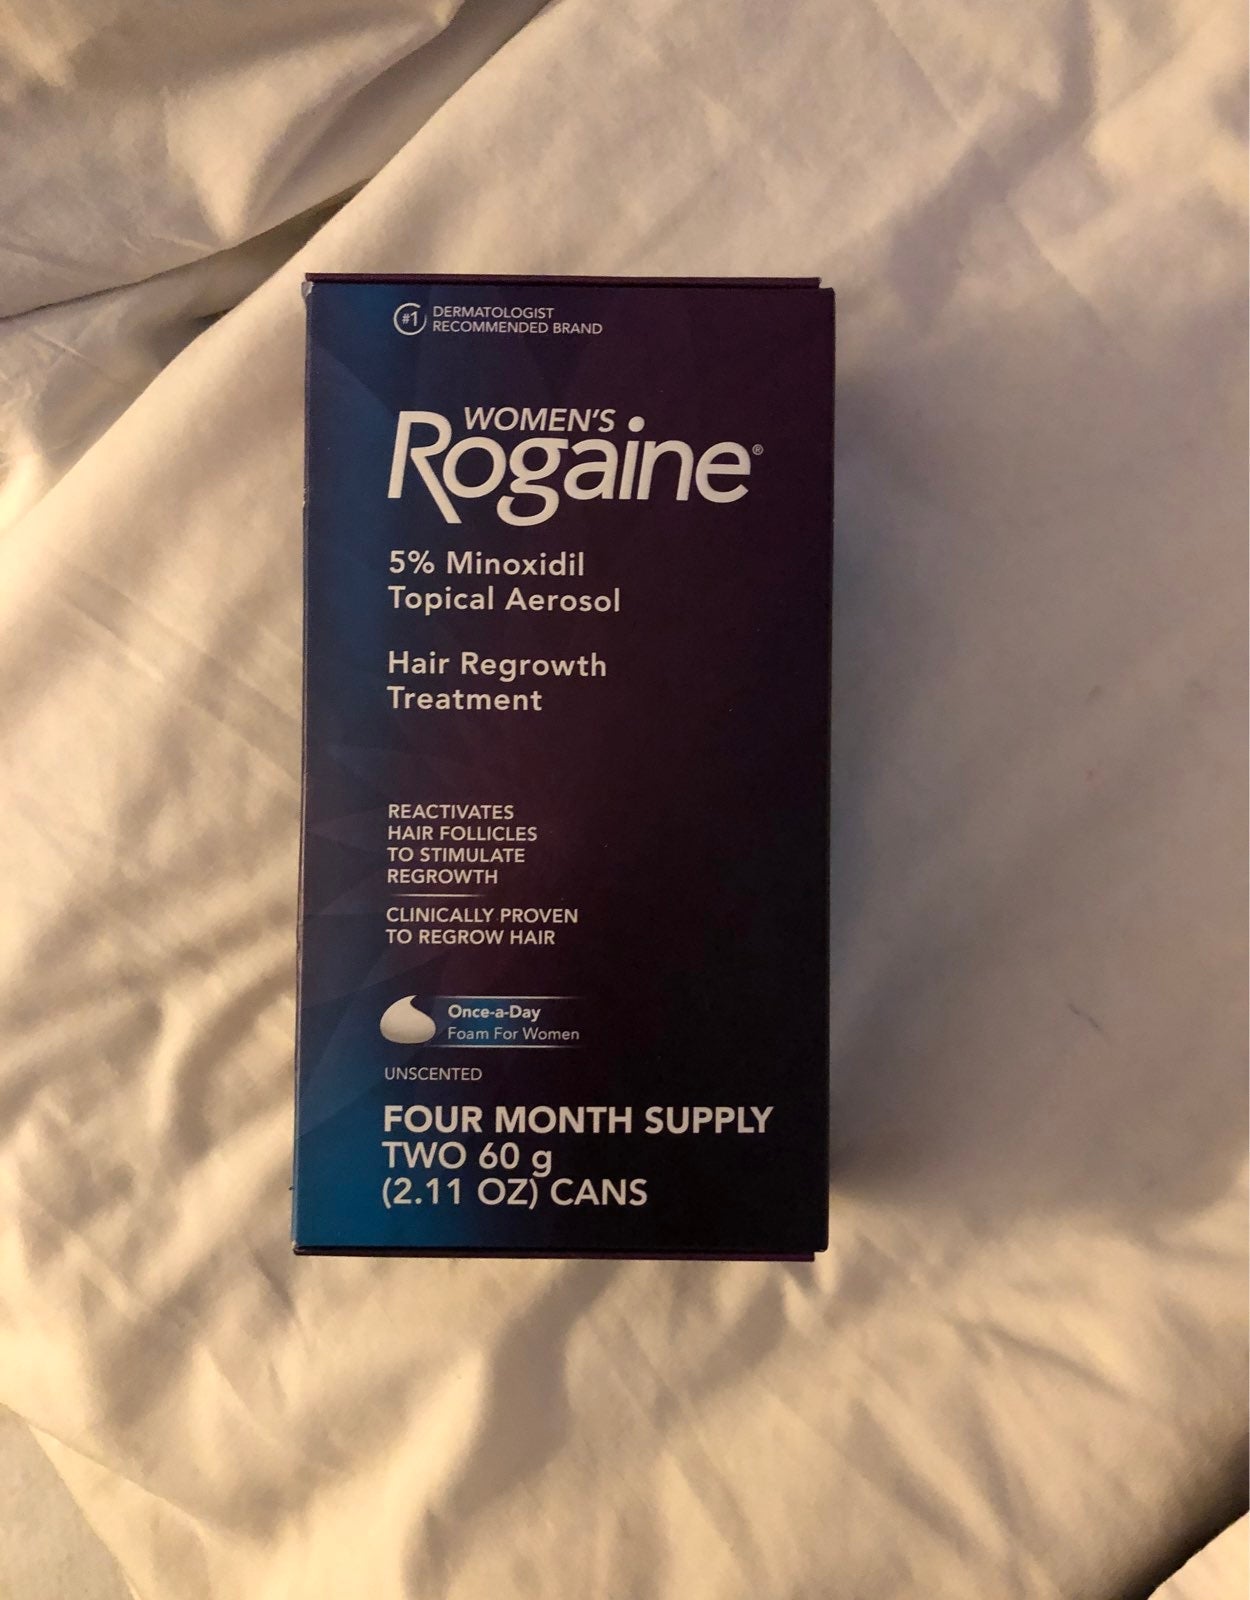 #1 DERMATOLOGIST
RECOMMENDED BRAND
WOMEN'S
Rogaine®
5% Minoxidil
Topical Aerosol
Hair Regrowth
Treatment
REACTIVATES
HAIR FOLLICLES
TO STIMULATE
REGROWTH
CLINICALLY PROVEN
TO REGROW HAIR
Once-a-Day
Foam For Women
UNSCENTED
FOUR MONTH SUPPLY
TWO 60 g
(2.11 OZ) CANS